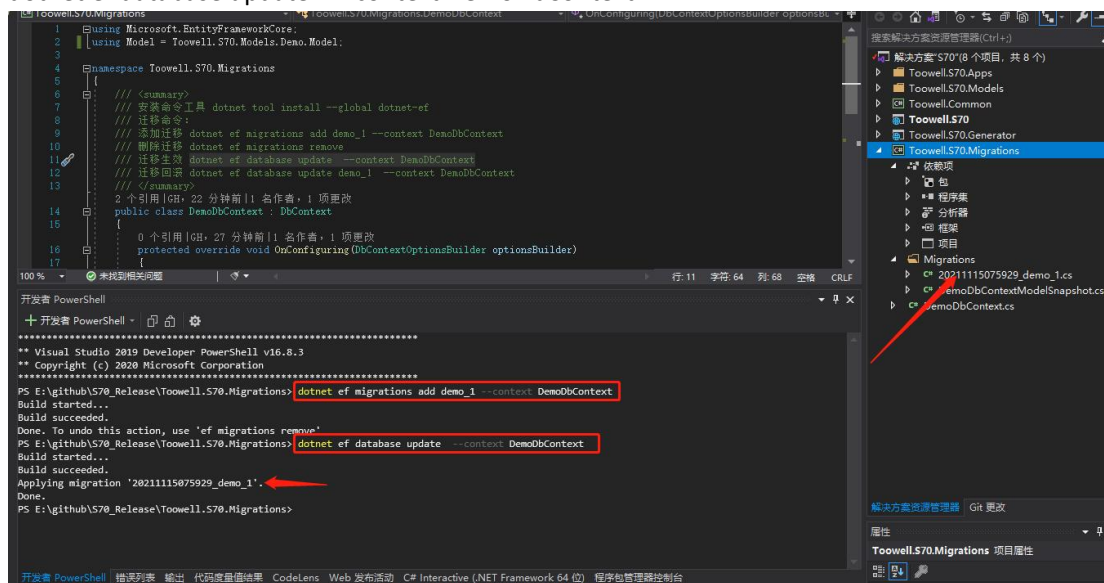 Toowell.S70.Migrations
Toowell.S70.Migrations.DemoDbContext
OnConfiguring(DbContextOptionsBuilder optionsBu
1 using Microsoft.EntityFrameworkCore;
2 using Model = Toowell.S70.Models.Demo.Model;
3
4 namespace Toowell.S70.Migrations
5 {
6 /// <summary>
7 /// 安装命令工具 dotnet tool install --global dotnet-ef
8 /// 迁移命令:
9 /// 添加迁移 dotnet ef migrations add demo_1 --context DemoDbContext
10 /// 删除迁移 dotnet ef migrations remove
11 /// 迁移生效 dotnet ef database update --context DemoDbContext
12 /// 迁移回滚 dotnet ef database update demo_1 --context DemoDbContext
13 /// </summary>
2 个引用|GH，22 分钟前|1 名作者，1 项更改
14 public class DemoDbContext : DbContext
15 {
0 个引用|GH，27 分钟前|1 名作者，1 项更改
16 protected override void OnConfiguring(DbContextOptionsBuilder optionsBuilder)
17 {
100 % 未找到相关问题 行: 11 字符: 64 列: 68 空格 CRLF
开发者 PowerShell
开发者 PowerShell
**********************************************************************
** Visual Studio 2019 Developer PowerShell v16.8.3
** Copyright (c) 2020 Microsoft Corporation
**********************************************************************
PS E:\github\S70_Release\Toowell.S70.Migrations> dotnet ef migrations add demo_1 --context DemoDbContext
Build started...
Build succeeded.
Done. To undo this action, use 'ef migrations remove'
PS E:\github\S70_Release\Toowell.S70.Migrations> dotnet ef database update --context DemoDbContext
Build started...
Build succeeded.
Applying migration '20211115075929_demo_1'.
Done.
PS E:\github\S70_Release\Toowell.S70.Migrations>
开发者 PowerShell 错误列表 输出 代码度量值结果 CodeLens Web 发布活动 C# Interactive (.NET Framework 64 位) 程序包管理器控制台
搜索解决方案资源管理器(Ctrl+;)
解决方案"S70"(8 个项目，共 8 个)
Toowell.S70.Apps
Toowell.S70.Models
Toowell.Common
Toowell.S70
Toowell.S70.Generator
Toowell.S70.Migrations
依赖项
包
程序集
分析器
框架
项目
Migrations
C# 20211115075929_demo_1.cs
C# DemoDbContextModelSnapshot.cs
C# DemoDbContext.cs
解决方案资源管理器 Git 更改
属性
Toowell.S70.Migrations 项目属性